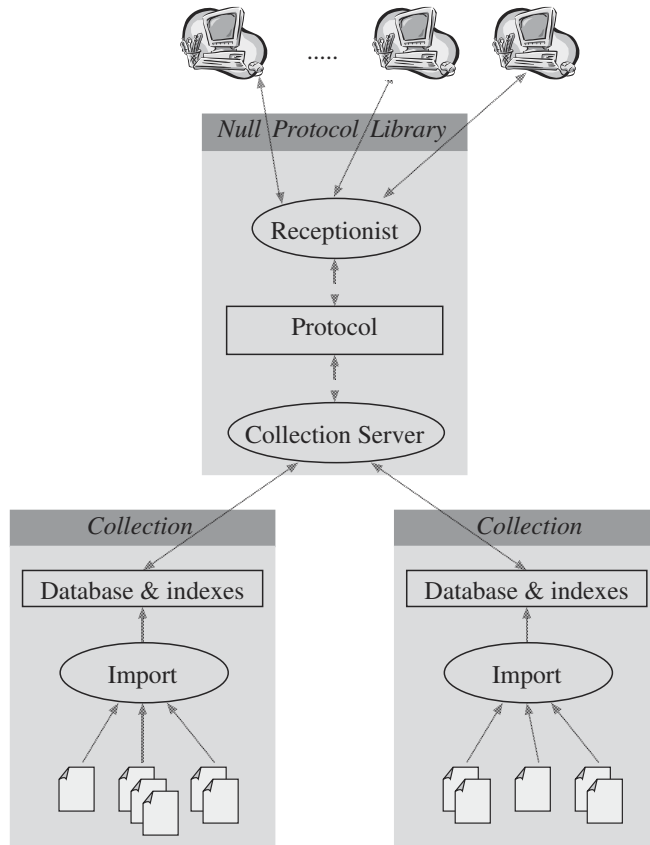 .....
Null Protocol Library
Receptionist
Protocol
Collection Server
Collection
Database & indexes
Import
Collection
Database & indexes
Import